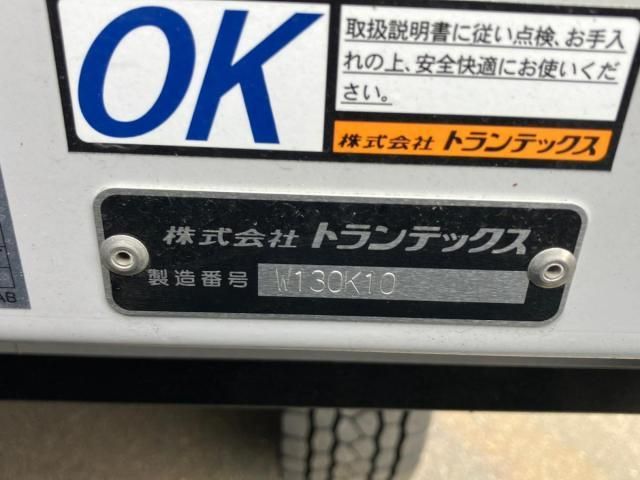 OK
取扱説明書に従い点検、お手入
れの上、安全快適にお使いくだ
さい。
株式会社 トランテックス
株式会社 トランテックス
製造番号 W130K10